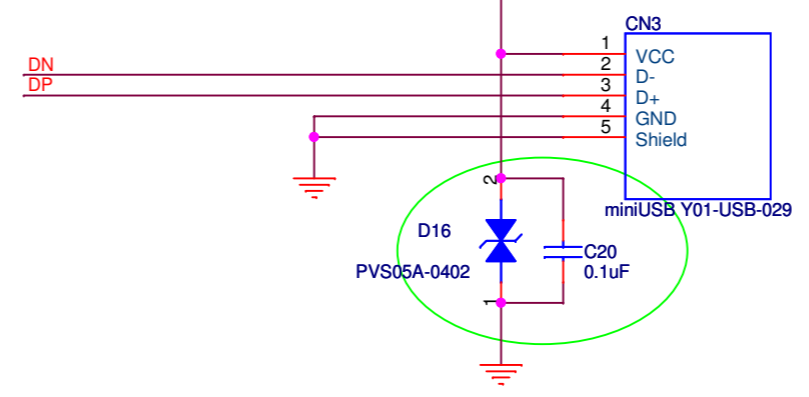 CN3
1 VCC
DN 2 D-
DP 3 D+
4 GND
5 Shield
2
miniUSB Y01-USB-029
D16
C20
PVS05A-0402 0.1uF
1